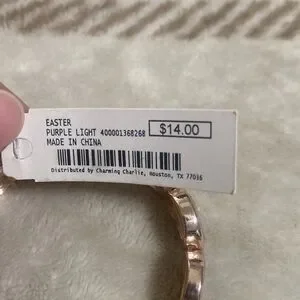 EASTER
PURPLE LIGHT 400001368268 $14.00
MADE IN CHINA
Distributed by Charming Charlie, Houston, TX 77036